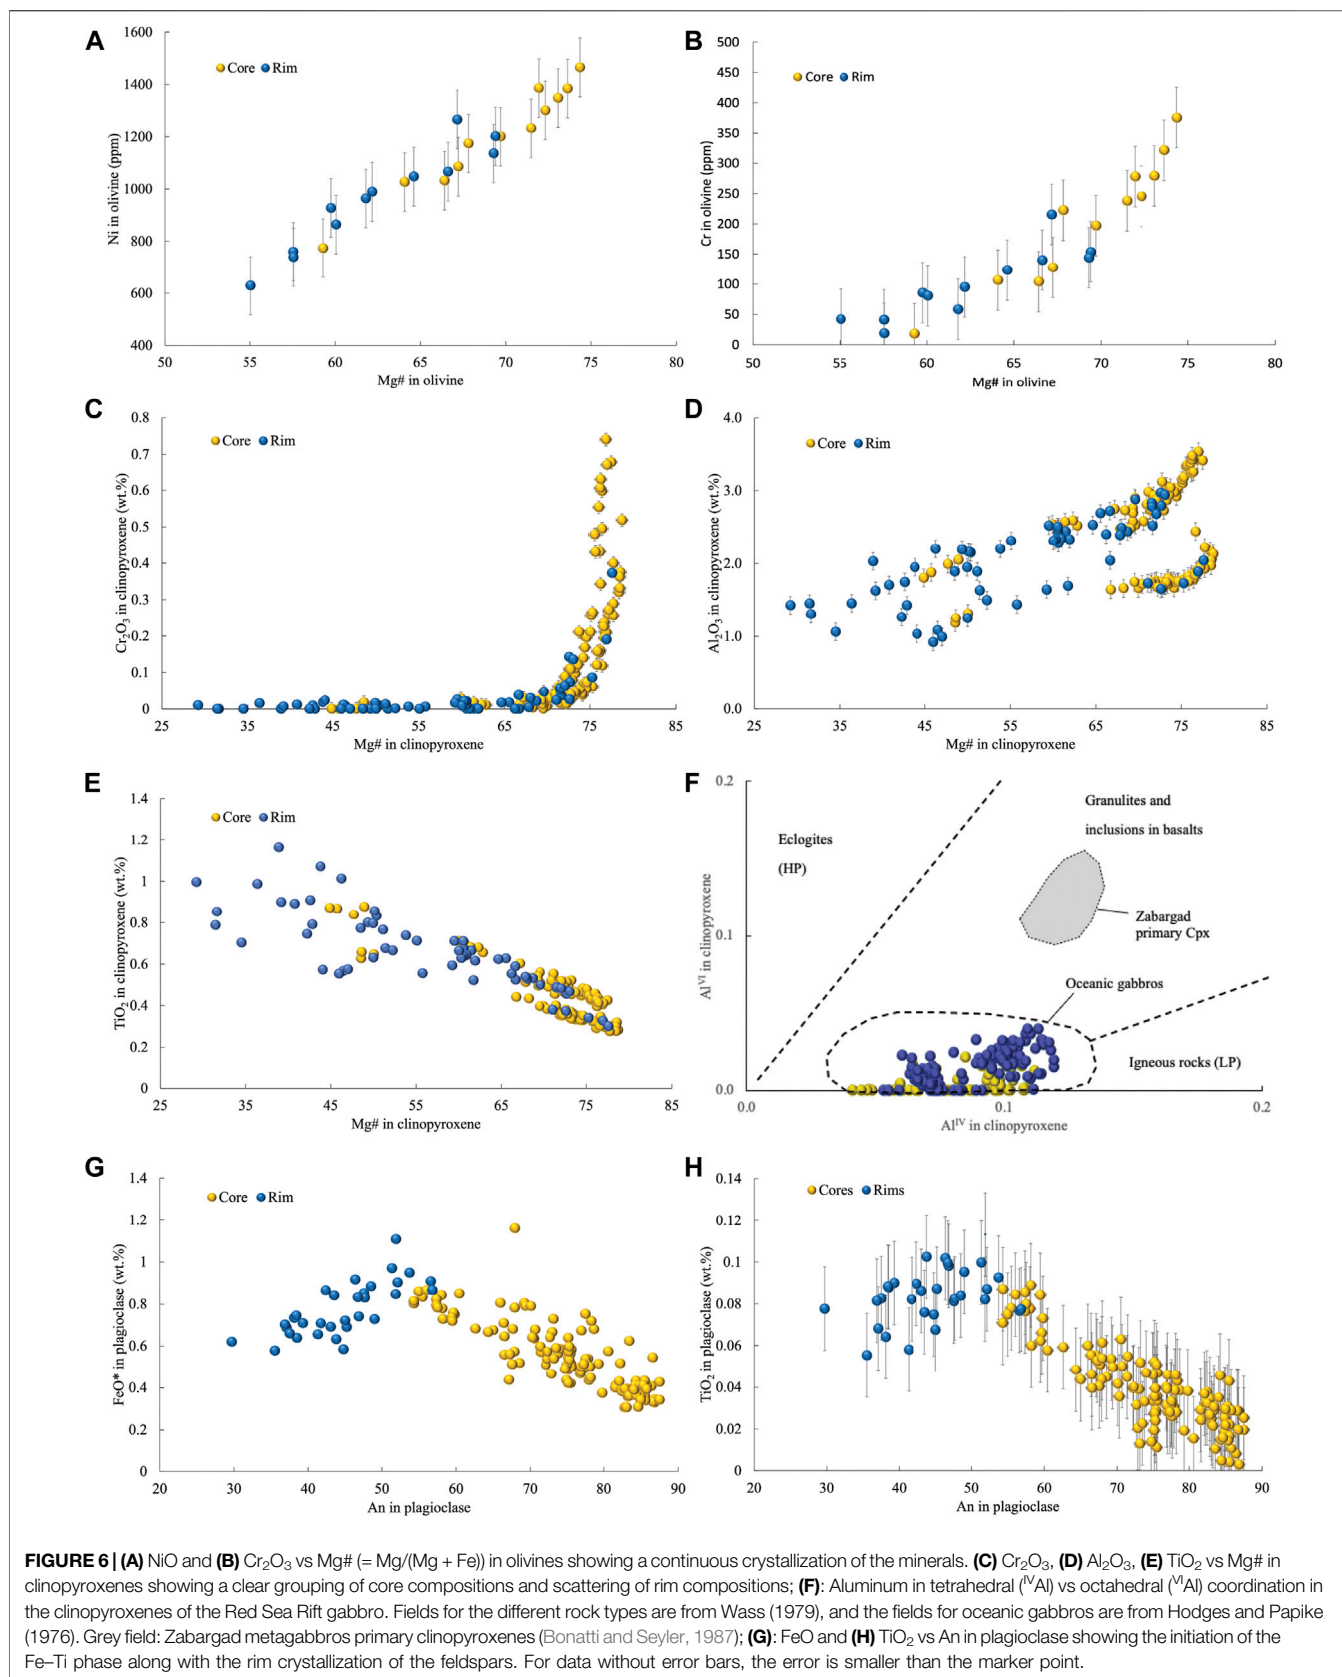 A
1600
1400
1200
1000
800
600
400
50 55 60 65 70 75 80
Core Rim
Ni in olivine (ppm)
Mg# in olivine
B
500
450
400
350
300
250
200
150
100
50
0
50 55 60 65 70 75 80
Core Rim
Cr in olivine (ppm)
Mg# in olivine
C
0.8
0.7
0.6
0.5
0.4
0.3
0.2
0.1
0
25 35 45 55 65 75 85
Core Rim
Cr₂O₃ in clinopyroxene (wt.%)
Mg# in clinopyroxene
D
4.0
3.0
2.0
1.0
0.0
25 35 45 55 65 75 85
Core Rim
Al₂O₃ in clinopyroxene (wt.%)
Mg# in clinopyroxene
E
1.4
1.2
1
0.8
0.6
0.4
0.2
0
25 35 45 55 65 75 85
Core Rim
TiO₂ in clinopyroxene (wt.%)
Mg# in clinopyroxene
F
0.2
0.1
0.0
0.0 0.1 0.2
Al^VI in clinopyroxene
Al^IV in clinopyroxene
Eclogites
(HP)
Granulites and
inclusions in basalts
Zabargad
primary Cpx
Oceanic gabbros
Igneous rocks (LP)
G
1.4
1.2
1
0.8
0.6
0.4
0.2
0
20 30 40 50 60 70 80 90
Core Rim
FeO* in plagioclase (wt.%)
An in plagioclase
H
0.14
0.12
0.1
0.08
0.06
0.04
0.02
0
20 30 40 50 60 70 80 90
Cores Rims
TiO₂ in plagioclase (wt.%)
An in plagioclase
FIGURE 6 | (A) NiO and (B) Cr₂O₃ vs Mg# (= Mg/(Mg + Fe)) in olivines showing a continuous crystallization of the minerals. (C) Cr₂O₃, (D) Al₂O₃, (E) TiO₂ vs Mg# in
clinopyroxenes showing a clear grouping of core compositions and scattering of rim compositions; (F): Aluminum in tetrahedral (^IVAl) vs octahedral (^VIAl) coordination in
the clinopyroxenes of the Red Sea Rift gabbro. Fields for the different rock types are from Wass (1979), and the fields for oceanic gabbros are from Hodges and Papike
(1976). Grey field: Zabargad metagabbros primary clinopyroxenes (Bonatti and Seyler, 1987); (G): FeO and (H) TiO₂ vs An in plagioclase showing the initiation of the
Fe–Ti phase along with the rim crystallization of the feldspars. For data without error bars, the error is smaller than the marker point.